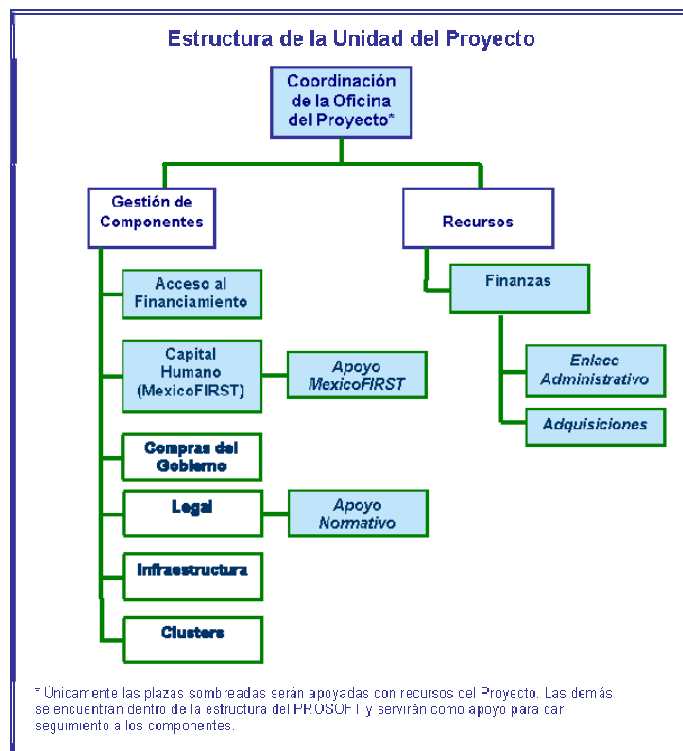 Estructura de la Unidad del Proyecto
Coordinación
de la Oficina
del Proyecto*
Gestión de
Componentes
Recursos
Acceso al
Financiamiento
Finanzas
Capital
Humano
(MexicoFIRST)
Apoyo
MexicoFIRST
Enlace
Administrativo
Adquisiciones
Compras del
Gobierno
Legal
Apoyo
Normativo
Infraestructura
Clusters
* Únicamente las plazas sombreadas serán apoyadas con recursos del Proyecto. Las demás
se encuentran dentro de la estructura del PROSOFT y servirán como apoyo para dar
seguimiento a los componentes.